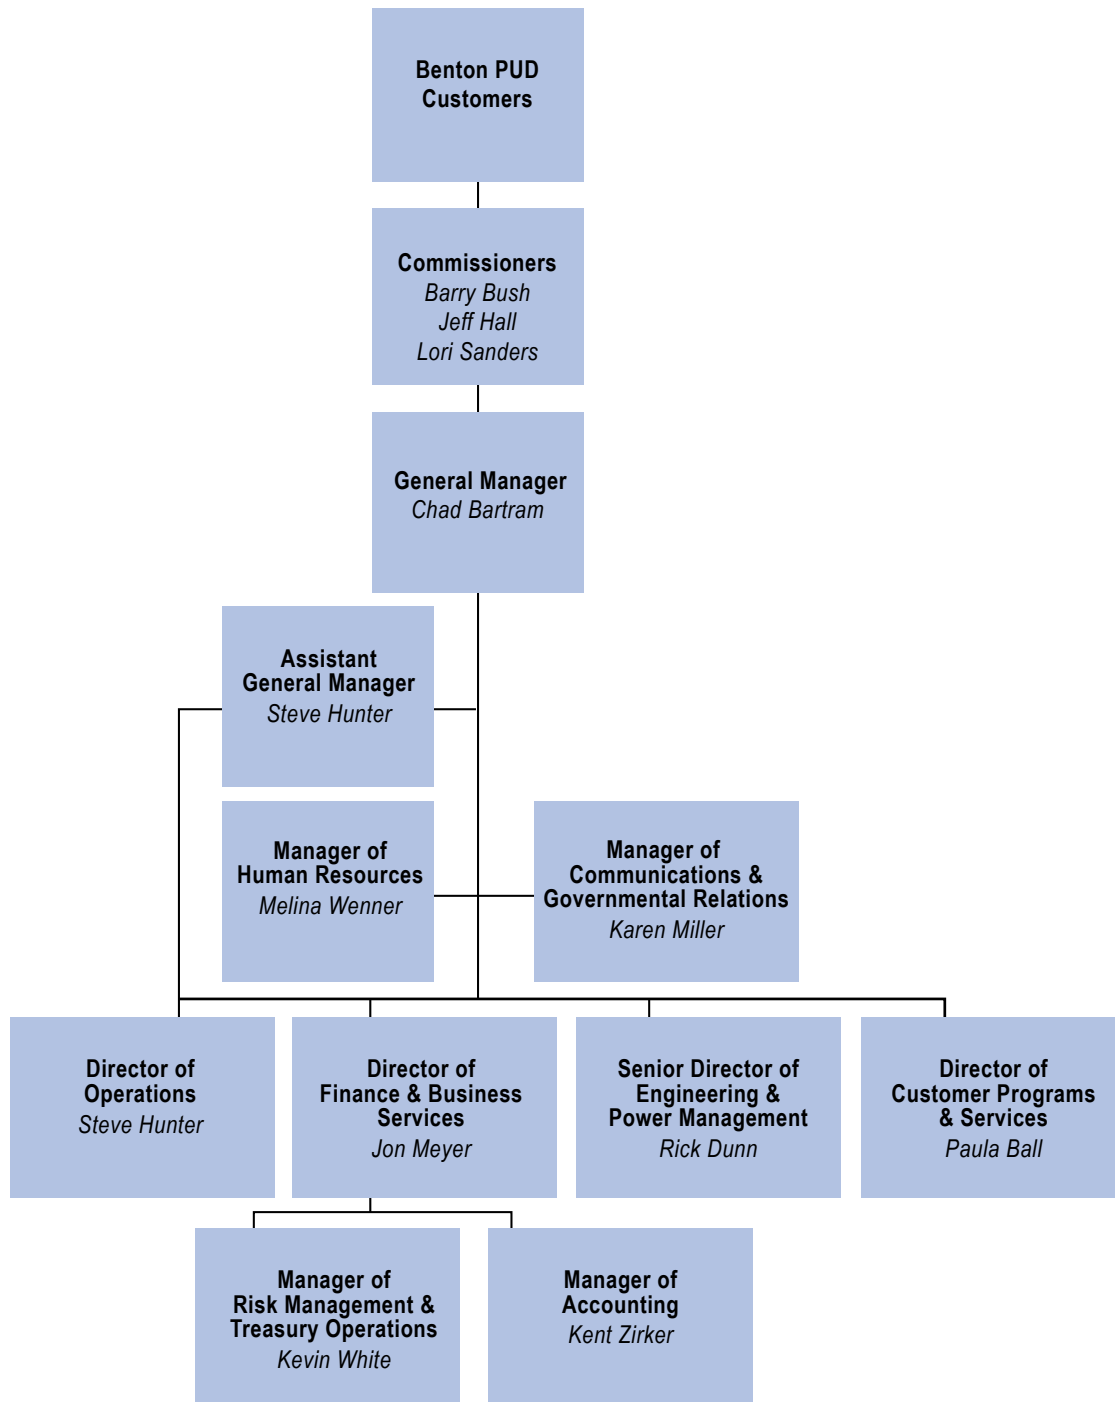 Benton PUD
Customers
Commissioners
Barry Bush
Jeff Hall
Lori Sanders
General Manager
Chad Bartram
Assistant
General Manager
Steve Hunter
Manager of
Human Resources
Melina Wenner
Manager of
Communications &
Governmental Relations
Karen Miller
Director of
Operations
Steve Hunter
Director of
Finance & Business
Services
Jon Meyer
Senior Director of
Engineering &
Power Management
Rick Dunn
Director of
Customer Programs
& Services
Paula Ball
Manager of
Risk Management &
Treasury Operations
Kevin White
Manager of
Accounting
Kent Zirker